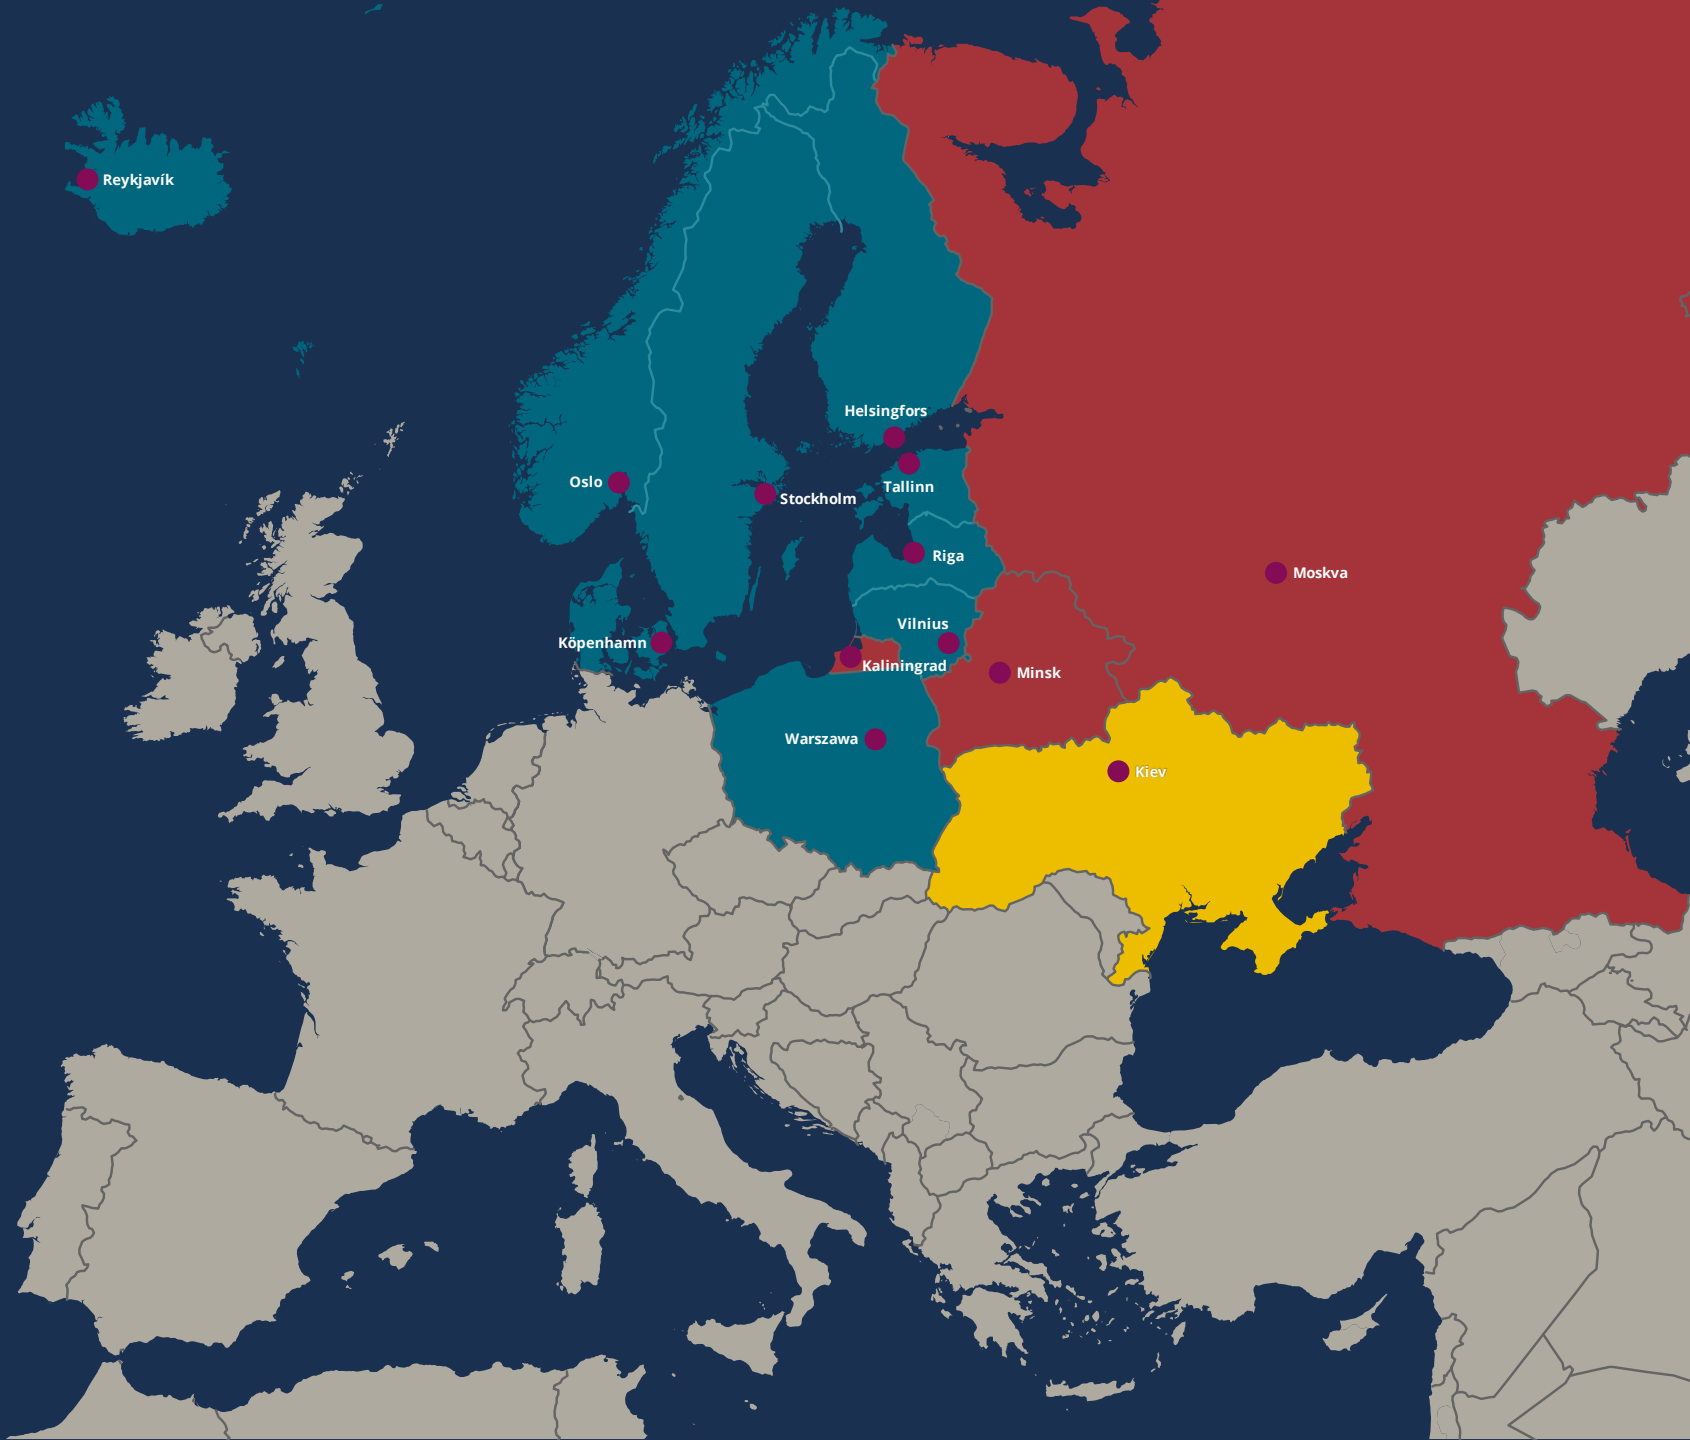 Reykjavík
Helsingfors
Oslo
Tallinn
Stockholm
Riga
Moskva
Vilnius
Köpenhamn
Kaliningrad
Minsk
Warszawa
Kiev